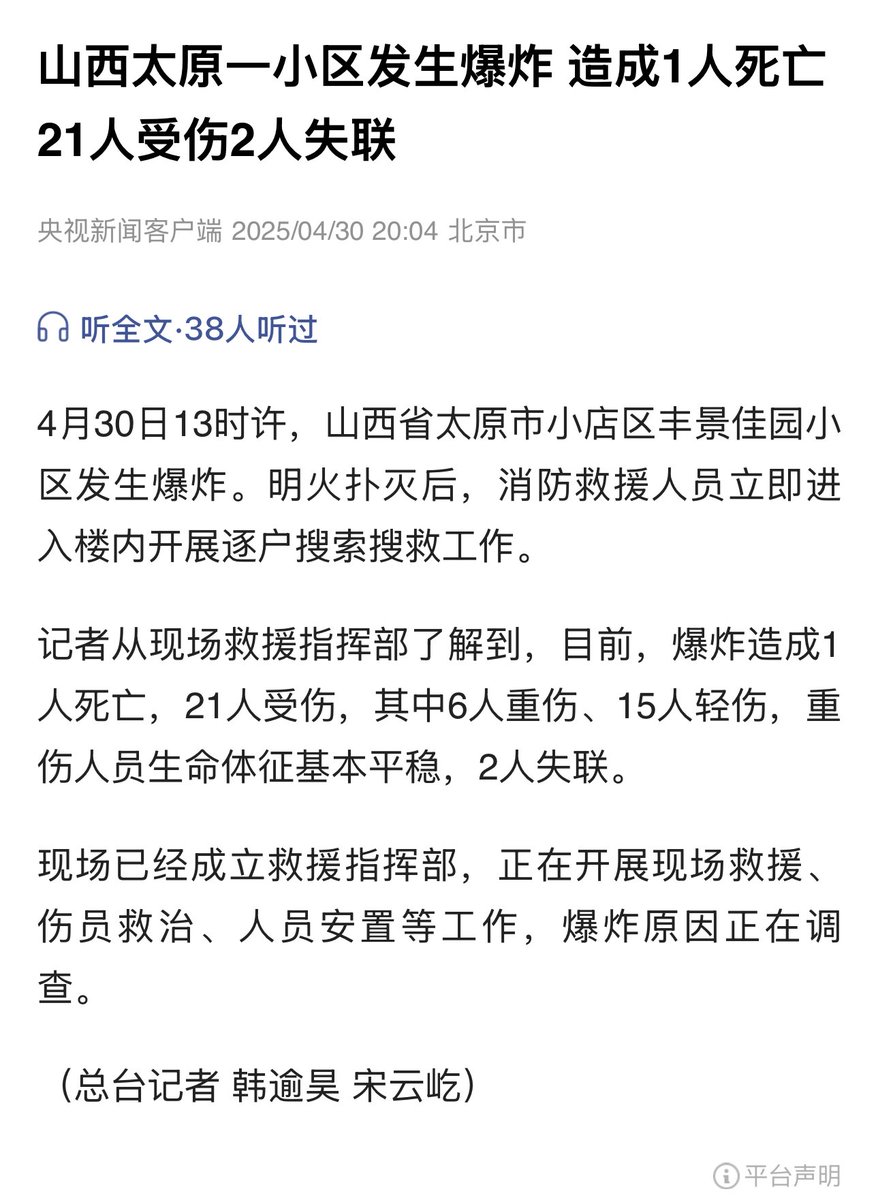 山西太原一小区发生爆炸 造成1人死亡
21人受伤2人失联
央视新闻客户端 2025/04/30 20:04 北京市
听全文·38人听过
4月30日13时许，山西省太原市小店区丰景佳园小
区发生爆炸。明火扑灭后，消防救援人员立即进
入楼内开展逐户搜索搜救工作。
记者从现场救援指挥部了解到，目前，爆炸造成1
人死亡，21人受伤，其中6人重伤、15人轻伤，重
伤人员生命体征基本平稳，2人失联。
现场已经成立救援指挥部，正在开展现场救援、
伤员救治、人员安置等工作，爆炸原因正在调
查。
（总台记者 韩逾昊 宋云屹）
平台声明